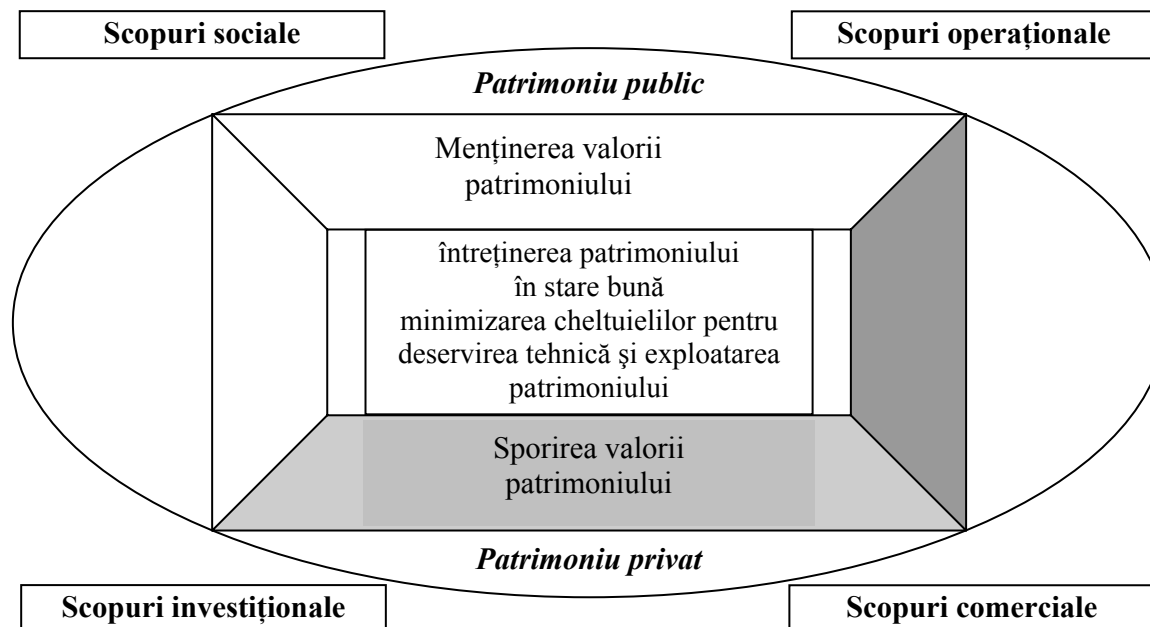 Scopuri sociale
Scopuri operaționale
Patrimoniu public
Menținerea valorii
patrimoniului
întreținerea patrimoniului
în stare bună
minimizarea cheltuielilor pentru
deservirea tehnică şi exploatarea
patrimoniului
Sporirea valorii
patrimoniului
Patrimoniu privat
Scopuri investiționale
Scopuri comerciale